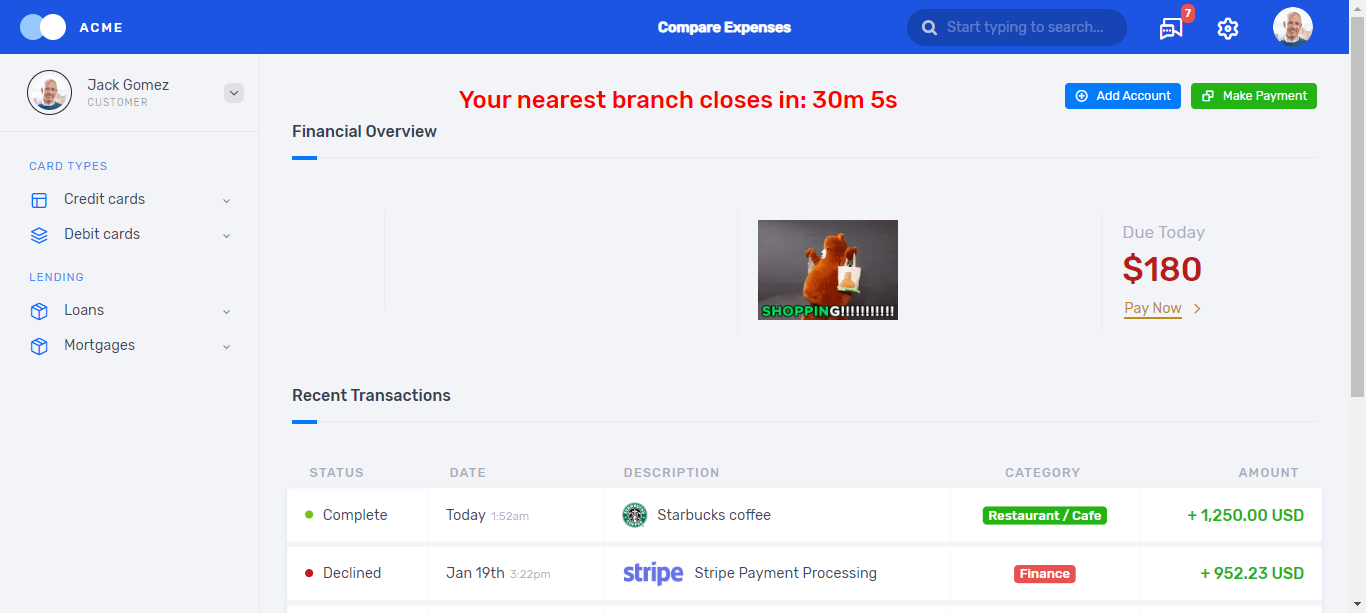 ACME
Compare Expenses
Start typing to search...
7
Jack Gomez
CUSTOMER
CARD TYPES
Credit cards
Debit cards
LENDING
Loans
Mortgages
Your nearest branch closes in: 30m 5s
Add Account
Make Payment
Financial Overview
SHOPPING!!!!!!!!!!!
Due Today
$180
Pay Now
Recent Transactions
STATUS DATE DESCRIPTION CATEGORY AMOUNT
Complete Today 1:52am Starbucks coffee Restaurant / Cafe + 1,250.00 USD
Declined Jan 19th 3:22pm stripe Stripe Payment Processing Finance + 952.23 USD